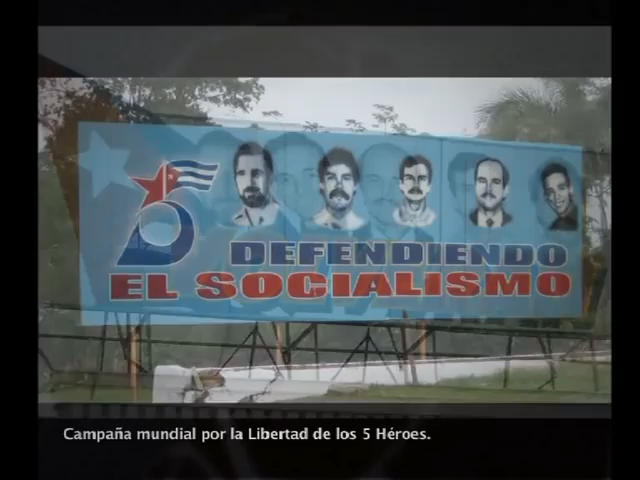 5 DEFENDIENDO
EL SOCIALISMO
Campaña mundial por la Libertad de los 5 Héroes.